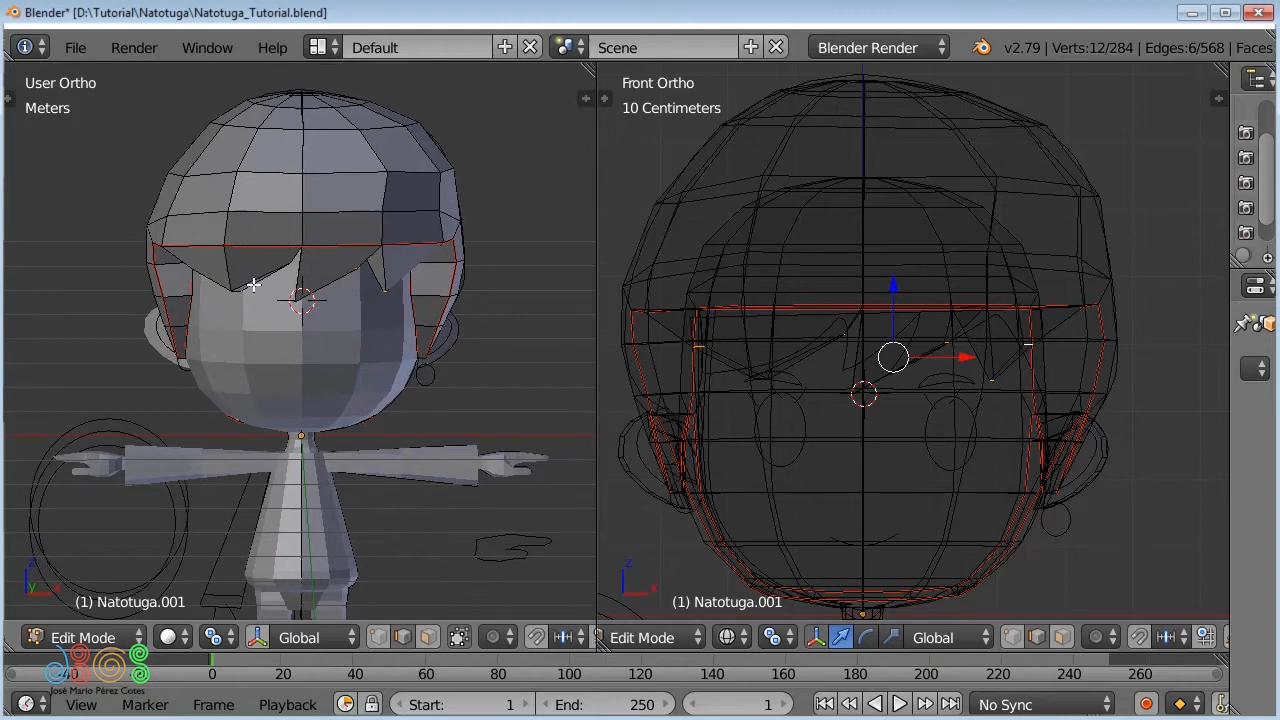 Blender* [D:\Tutorial\Natotuga\Natotuga_Tutorial.blend]
File Render Window Help Default Scene Blender Render v2.79 | Verts:12/284 | Edges:6/568 | Faces
User Ortho
Meters
Front Ortho
10 Centimeters
z
y x
(1) Natotuga.001
z
x
(1) Natotuga.001
Edit Mode Global
Edit Mode Global
0 20 40 60 80 100 120 140 160 180 200 220 240 260
José Mario Pérez Cotes
View Marker Frame Playback Start: 1 End: 250 1 No Sync